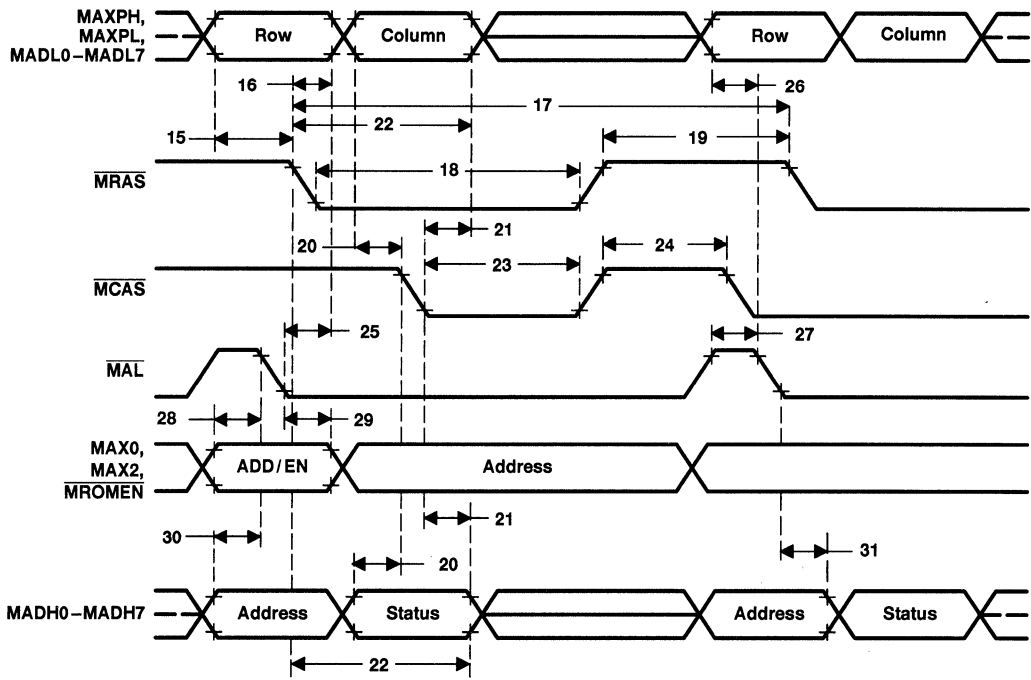 MAXPH,
MAXPL,
MADL0–MADL7
Row
Column
Row
Column
16
26
17
15
22
19
MRAS
18
20
21
24
23
MCAS
25
27
MAL
28
29
MAX0,
MAX2,
MROMEN
ADD/EN
Address
21
30
31
20
MADH0–MADH7
Address
Status
Address
Status
22